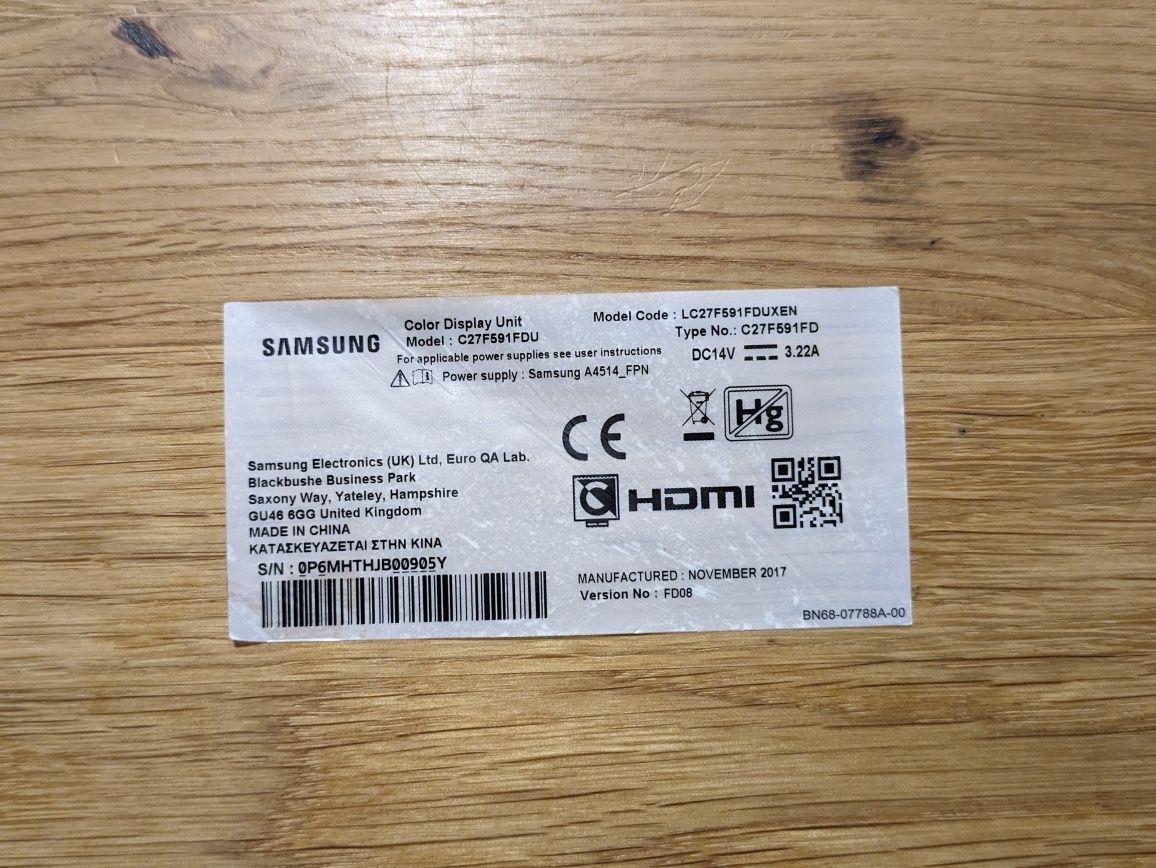 SAMSUNG
Color Display Unit
Model : C27F591FDU
For applicable power supplies see user instructions
Power supply : Samsung A4514_FPN
Model Code : LC27F591FDUXEN
Type No.: C27F591FD
DC14V 3.22A
CE
Hg
Samsung Electronics (UK) Ltd, Euro QA Lab.
Blackbushe Business Park
Saxony Way, Yateley, Hampshire
GU46 6GG United Kingdom
MADE IN CHINA
ΚΑΤΑΣΚΕΥΑΖΕΤΑΙ ΣΤΗΝ ΚΙΝΑ
S/N : 0P6MHTHJB00905Y
HDMI
MANUFACTURED : NOVEMBER 2017
Version No : FD08
BN68-07788A-00